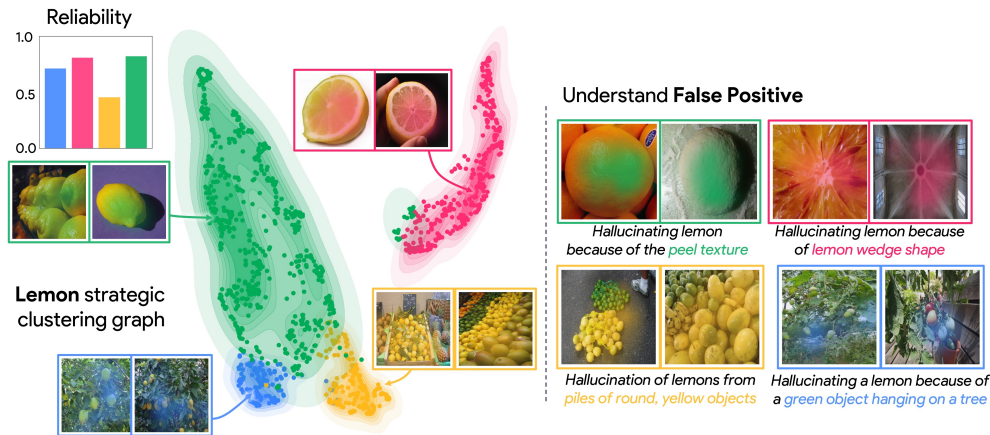 Reliability
1.0
0.5
0.0
Lemon strategic
clustering graph
Understand False Positive
Hallucinating lemon
because of the peel texture
Hallucinating lemon because
of lemon wedge shape
Hallucination of lemons from
piles of round, yellow objects
Hallucinating a lemon because of
a green object hanging on a tree